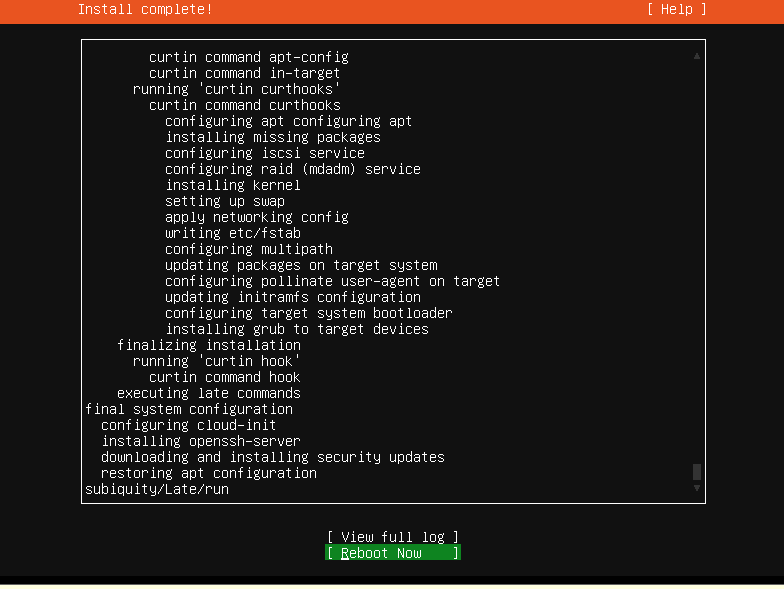 Install complete! [ Help ]
curtin command apt-config
curtin command in-target
running 'curtin curthooks'
curtin command curthooks
configuring apt configuring apt
installing missing packages
configuring iscsi service
configuring raid (mdadm) service
installing kernel
setting up swap
apply networking config
writing etc/fstab
configuring multipath
updating packages on target system
configuring pollinate user-agent on target
updating initramfs configuration
configuring target system bootloader
installing grub to target devices
finalizing installation
running 'curtin hook'
curtin command hook
executing late commands
final system configuration
configuring cloud-init
installing openssh-server
downloading and installing security updates
restoring apt configuration
subiquity/Late/run
[ View full log ]
[ Reboot Now ]